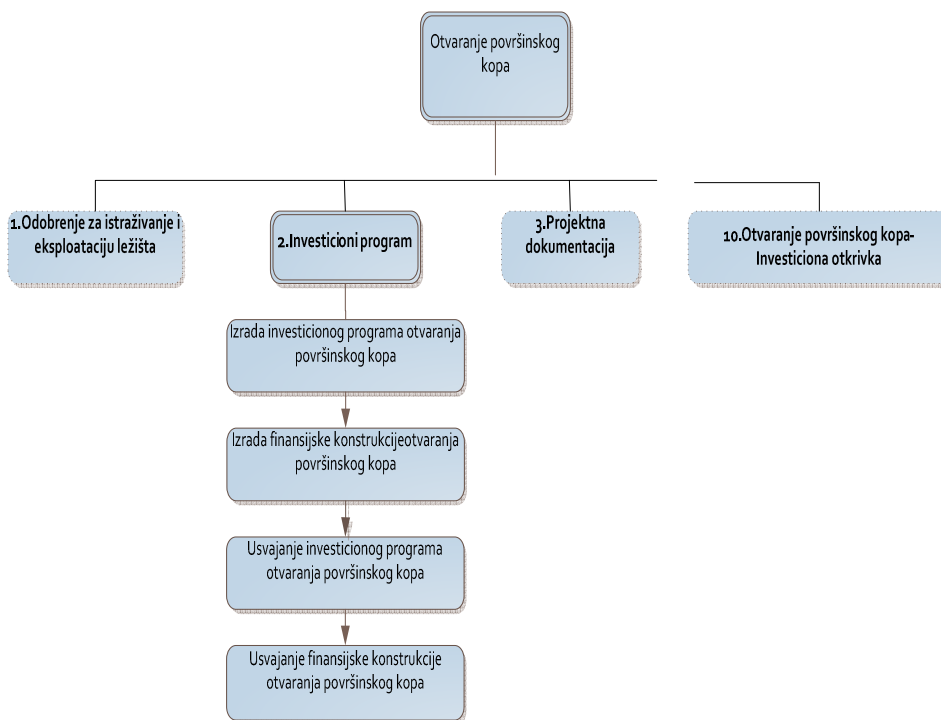 Otvaranje površinskog
kopa
1.Odobrenje za istraživanje i
eksploataciju ležišta
2.Investicioni program
3.Projektna
dokumentacija
10.Otvaranje površinskog kopa-
Investiciona otkrivka
Izrada investicionog programa otvaranja
površinskog kopa
Izrada finansijske konstrukcijeotvaranja
površinskog kopa
Usvajanje investicionog programa
otvaranja površinskog kopa
Usvajanje finansijske konstrukcije
otvaranja površinskog kopa